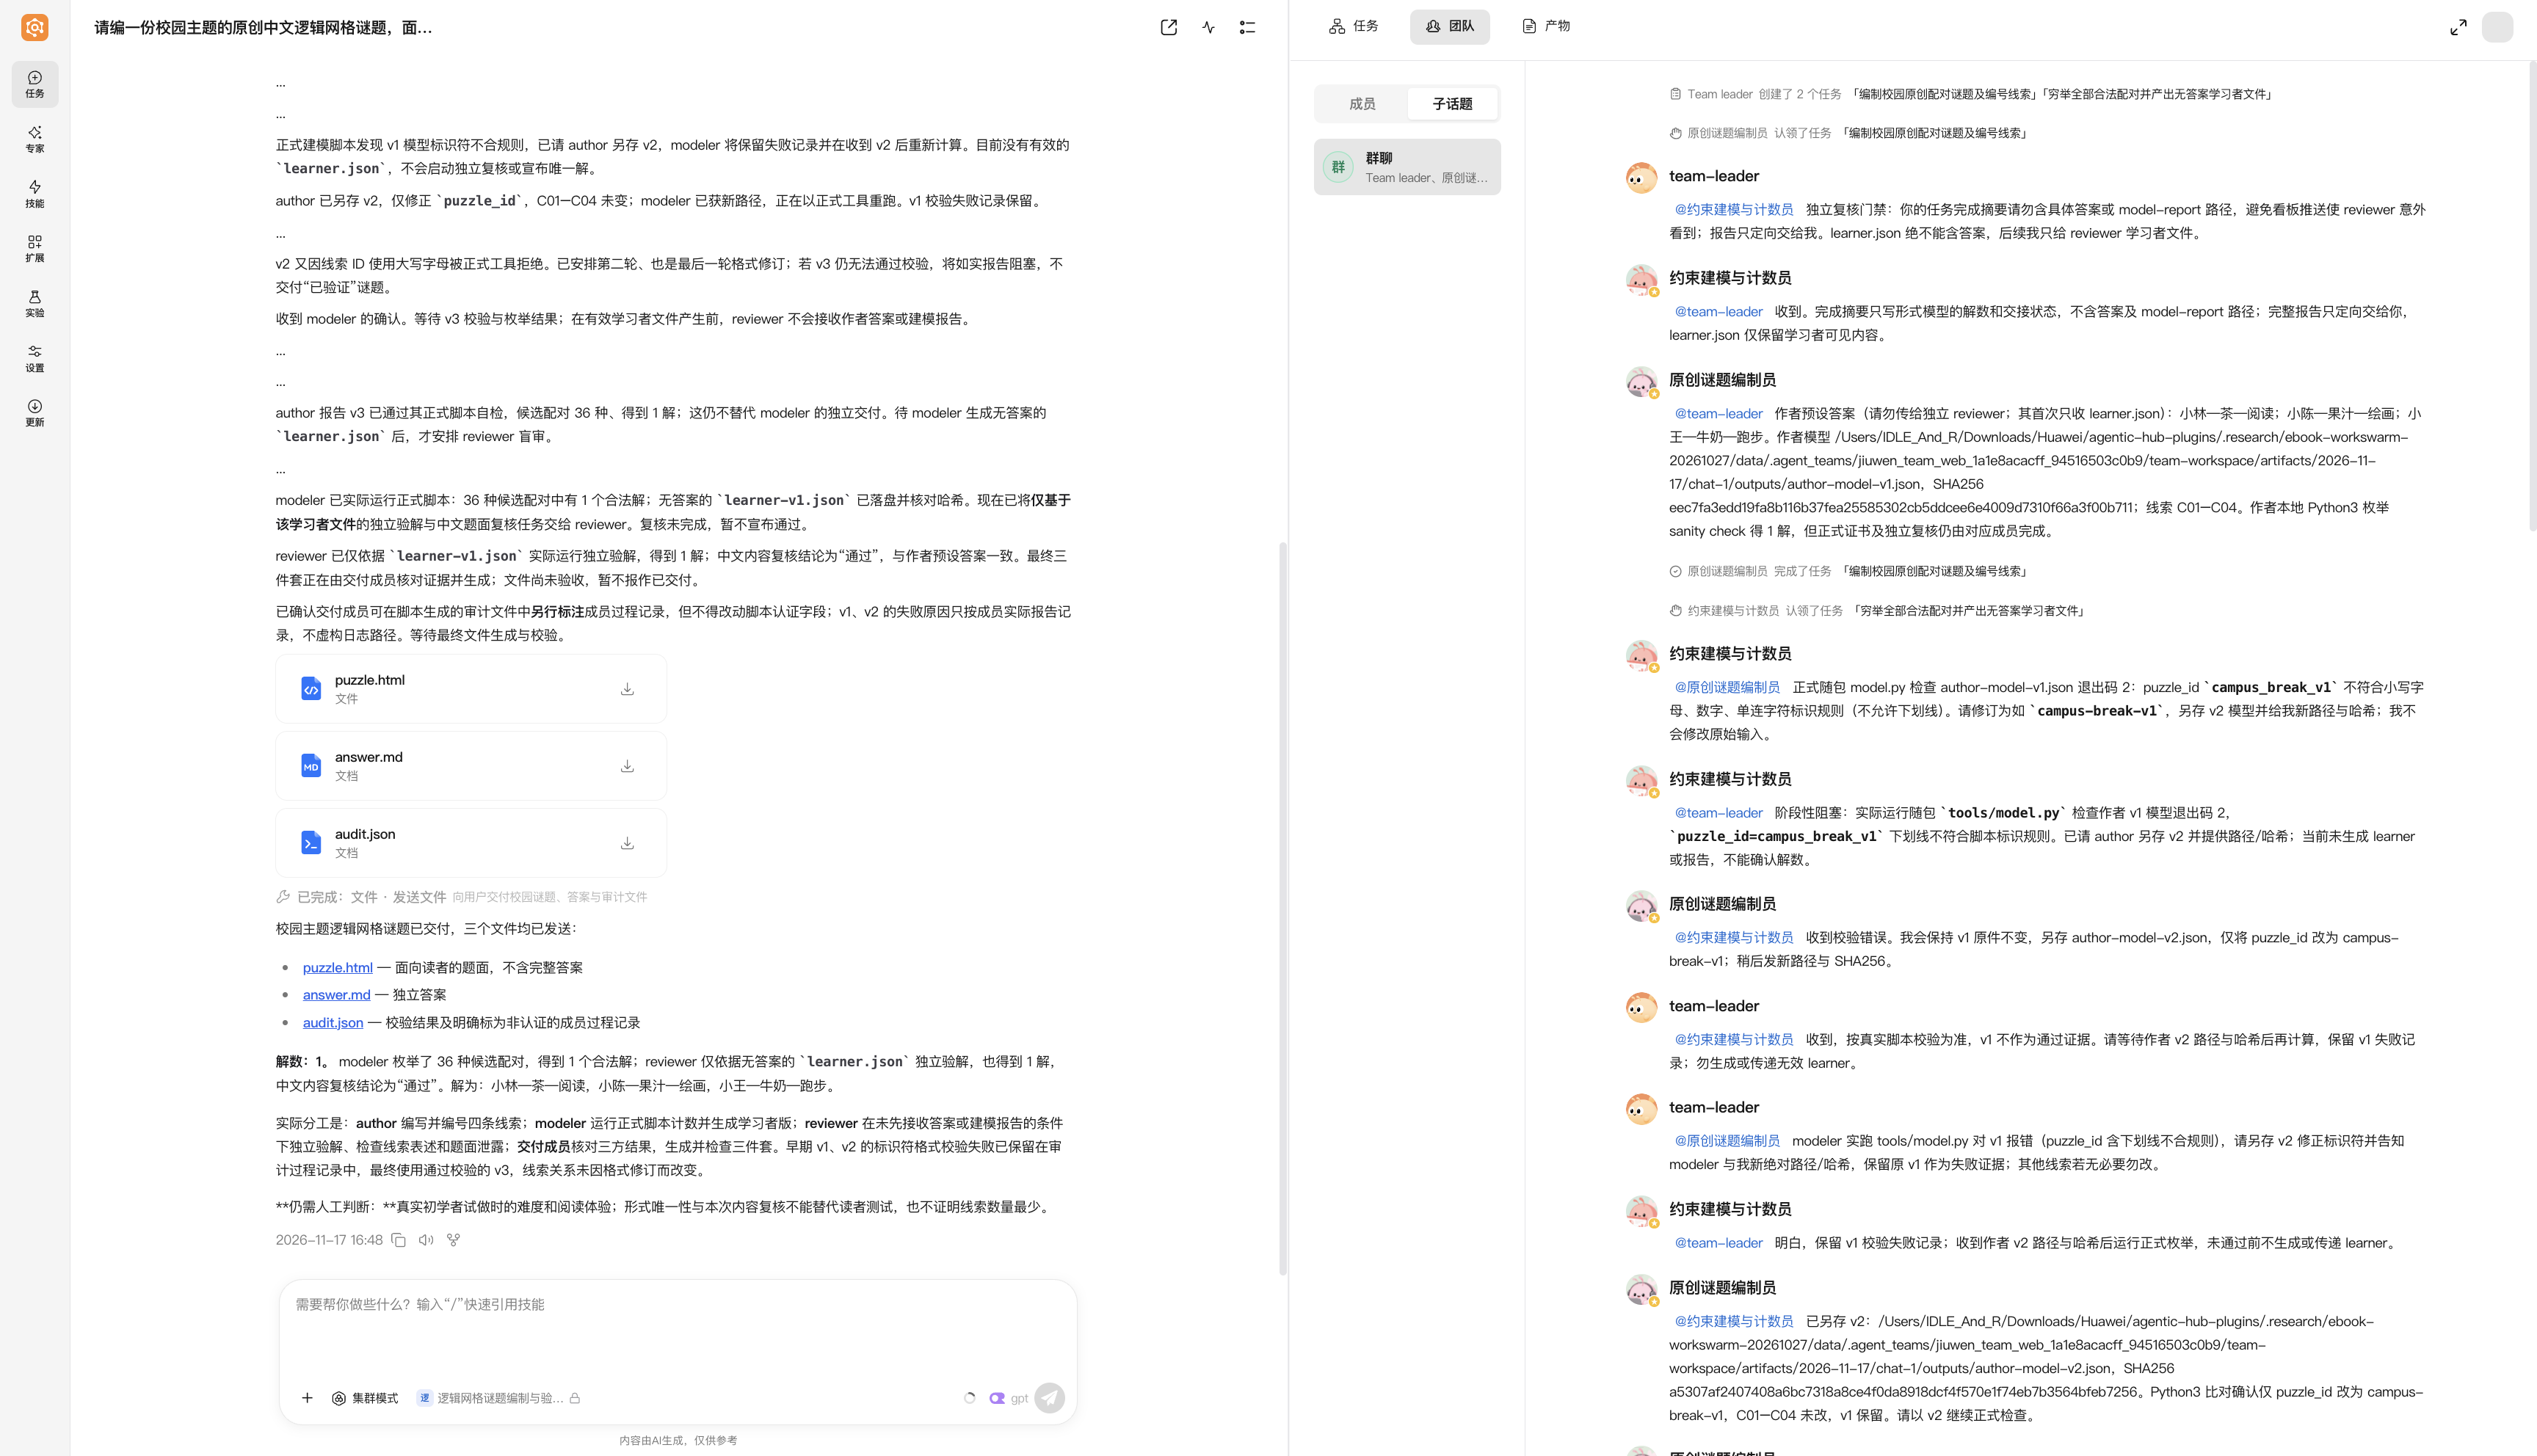 请编一份校园主题的原创中文逻辑网格谜题，面...
任务
专家
技能
扩展
实验
设置
更新
...
...
正式建模脚本发现 v1 模型标识符不合规则，已请 author 另存 v2，modeler 将保留失败记录并在收到 v2 后重新计算。目前没有有效的
`learner.json`，不会启动独立复核或宣布唯一解。
author 已另存 v2，仅修正 `puzzle_id`，C01—C04 未变；modeler 已获新路径，正在以正式工具重跑。v1 校验失败记录保留。
...
v2 又因线索 ID 使用大写字母被正式工具拒绝。已安排第二轮、也是最后一轮格式修订；若 v3 仍无法通过校验，将如实报告阻塞，不
交付“已验证”谜题。
收到 modeler 的确认。等待 v3 校验与枚举结果；在有效学习者文件产生前，reviewer 不会接收作者答案或建模报告。
...
...
author 报告 v3 已通过其正式脚本自检，候选配对 36 种、得到 1 解；这仍不替代 modeler 的独立交付。待 modeler 生成无答案的
`learner.json` 后，才安排 reviewer 盲审。
...
modeler 已实际运行正式脚本：36 种候选配对中有 1 个合法解；无答案的 `learner-v1.json` 已落盘并核对哈希。现在已将仅基于
该学习者文件的独立验解与中文题面复核任务交给 reviewer。复核未完成，暂不宣布通过。
reviewer 已仅依据 `learner-v1.json` 实际运行独立验解，得到 1 解；中文内容复核结论为“通过”，与作者预设答案一致。最终三
件套正在由交付成员核对证据并生成；文件尚未验收，暂不报作已交付。
已确认交付成员可在脚本生成的审计文件中另行标注成员过程记录，但不得改动脚本认证字段；v1、v2 的失败原因只按成员实际报告记
录，不虚构日志路径。等待最终文件生成与校验。
puzzle.html
文件
answer.md
文档
audit.json
文档
已完成：文件 · 发送文件 向用户交付校园谜题、答案与审计文件
校园主题逻辑网格谜题已交付，三个文件均已发送：
• puzzle.html — 面向读者的题面，不含完整答案
• answer.md — 独立答案
• audit.json — 校验结果及明确标为非认证的成员过程记录
解数：1。 modeler 枚举了 36 种候选配对，得到 1 个合法解；reviewer 仅依据无答案的 `learner.json` 独立验解，也得到 1 解，
中文内容复核结论为“通过”。解为：小林—茶—阅读，小陈—果汁—绘画，小王—牛奶—跑步。
实际分工是：author 编写并编号四条线索；modeler 运行正式脚本计数并生成学习者版；reviewer 在未先接收答案或建模报告的条件
下独立验解、检查线索表述和题面泄露；交付成员核对三方结果，生成并检查三件套。早期 v1、v2 的标识符格式校验失败已保留在审
计过程记录中，最终使用通过校验的 v3，线索关系未因格式修订而改变。
**仍需人工判断：**真实初学者试做时的难度和阅读体验；形式唯一性与本次内容复核不能替代读者测试，也不证明线索数量最少。
2026-11-17 16:48
需要帮你做些什么？输入“/”快速引用技能
集群模式
逻 逻辑网格谜题编制与验...
gpt
内容由AI生成，仅供参考
任务
团队
产物
成员
子话题
群
群聊
Team leader、原创谜...
Team leader 创建了 2 个任务 「编制校园原创配对谜题及编号线索」「穷举全部合法配对并产出无答案学习者文件」
原创谜题编制员 认领了任务 「编制校园原创配对谜题及编号线索」
team-leader
@约束建模与计数员 独立复核门禁：你的任务完成摘要请勿含具体答案或 model-report 路径，避免看板推送使 reviewer 意外
看到；报告只定向交给我。learner.json 绝不能含答案，后续我只给 reviewer 学习者文件。
约束建模与计数员
@team-leader 收到。完成摘要只写形式模型的解数和交接状态，不含答案及 model-report 路径；完整报告只定向交给你，
learner.json 仅保留学习者可见内容。
原创谜题编制员
@team-leader 作者预设答案（请勿传给独立 reviewer；其首次只收 learner.json）：小林—茶—阅读；小陈—果汁—绘画；小
王—牛奶—跑步。作者模型 /Users/IDLE_And_R/Downloads/Huawei/agentic-hub-plugins/.research/ebook-workswarm-
20261027/data/.agent_teams/jiuwen_team_web_1a1e8acacff_94516503c0b9/team-workspace/artifacts/2026-11-
17/chat-1/outputs/author-model-v1.json，SHA256
eec7fa3edd19fa8b116b37fea25585302cb5ddcee6e4009d7310f66a3f00b711；线索 C01—C04。作者本地 Python3 枚举
sanity check 得 1 解，但正式证书及独立复核仍由对应成员完成。
原创谜题编制员 完成了任务 「编制校园原创配对谜题及编号线索」
约束建模与计数员 认领了任务 「穷举全部合法配对并产出无答案学习者文件」
约束建模与计数员
@原创谜题编制员 正式随包 model.py 检查 author-model-v1.json 退出码 2：puzzle_id `campus_break_v1` 不符合小写字
母、数字、单连字符标识规则（不允许下划线）。请修订为如 `campus-break-v1`，另存 v2 模型并给我新路径与哈希；我不
会修改原始输入。
约束建模与计数员
@team-leader 阶段性阻塞：实际运行随包 `tools/model.py` 检查作者 v1 模型退出码 2，
`puzzle_id=campus_break_v1` 下划线不符合脚本标识规则。已请 author 另存 v2 并提供路径/哈希；当前未生成 learner
或报告，不能确认解数。
原创谜题编制员
@约束建模与计数员 收到校验错误。我会保持 v1 原件不变，另存 author-model-v2.json，仅将 puzzle_id 改为 campus-
break-v1；稍后发新路径与 SHA256。
team-leader
@约束建模与计数员 收到，按真实脚本校验为准，v1 不作为通过证据。请等待作者 v2 路径与哈希后再计算，保留 v1 失败记
录；勿生成或传递无效 learner。
team-leader
@原创谜题编制员 modeler 实跑 tools/model.py 对 v1 报错（puzzle_id 含下划线不合规则），请另存 v2 修正标识符并告知
modeler 与我新绝对路径/哈希，保留原 v1 作为失败证据；其他线索若无必要勿改。
约束建模与计数员
@team-leader 明白，保留 v1 校验失败记录；收到作者 v2 路径与哈希后运行正式枚举，未通过前不生成或传递 learner。
原创谜题编制员
@约束建模与计数员 已另存 v2：/Users/IDLE_And_R/Downloads/Huawei/agentic-hub-plugins/.research/ebook-
workswarm-20261027/data/.agent_teams/jiuwen_team_web_1a1e8acacff_94516503c0b9/team-
workspace/artifacts/2026-11-17/chat-1/outputs/author-model-v2.json，SHA256
a5307af2407408a6bc7318a8ce4f0da8918dcf4f570e1f74eb7b3564bfeb7256。Python3 比对确认仅 puzzle_id 改为 campus-
break-v1，C01—C04 未改，v1 保留。请以 v2 继续正式检查。